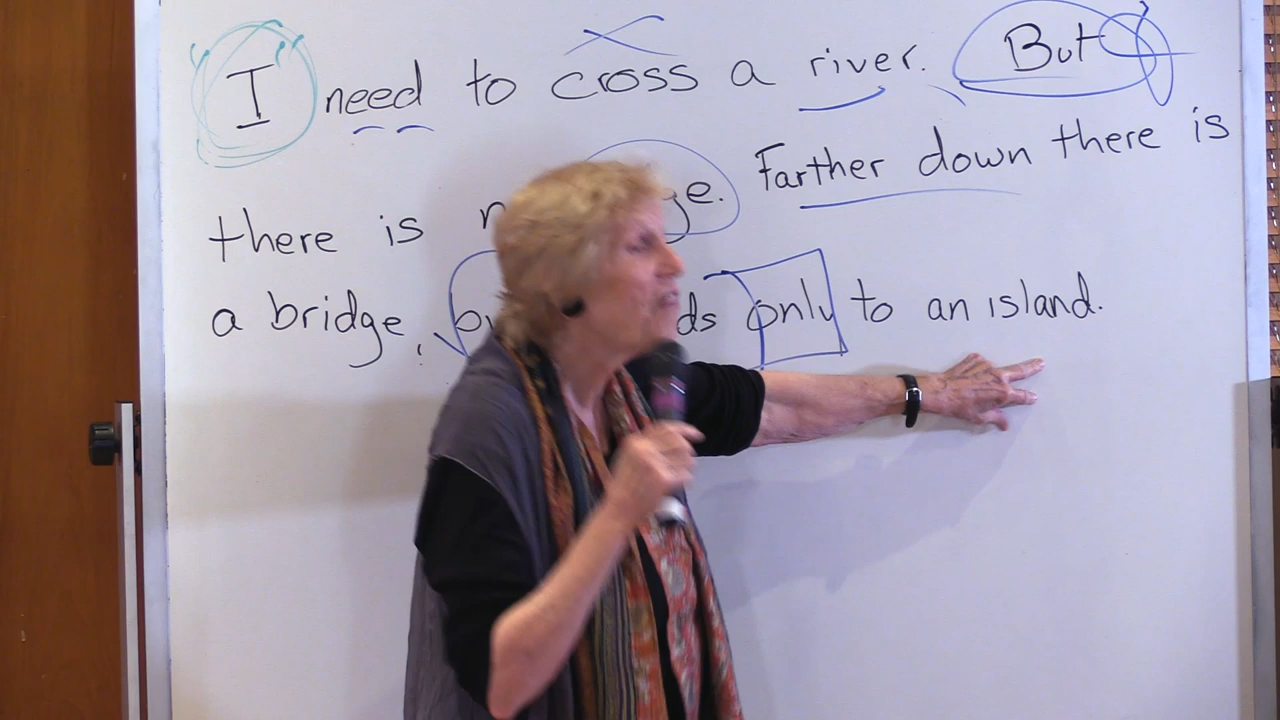 "I" need to cross a river. But
there is Farther down there is
a bridge, only to an island.